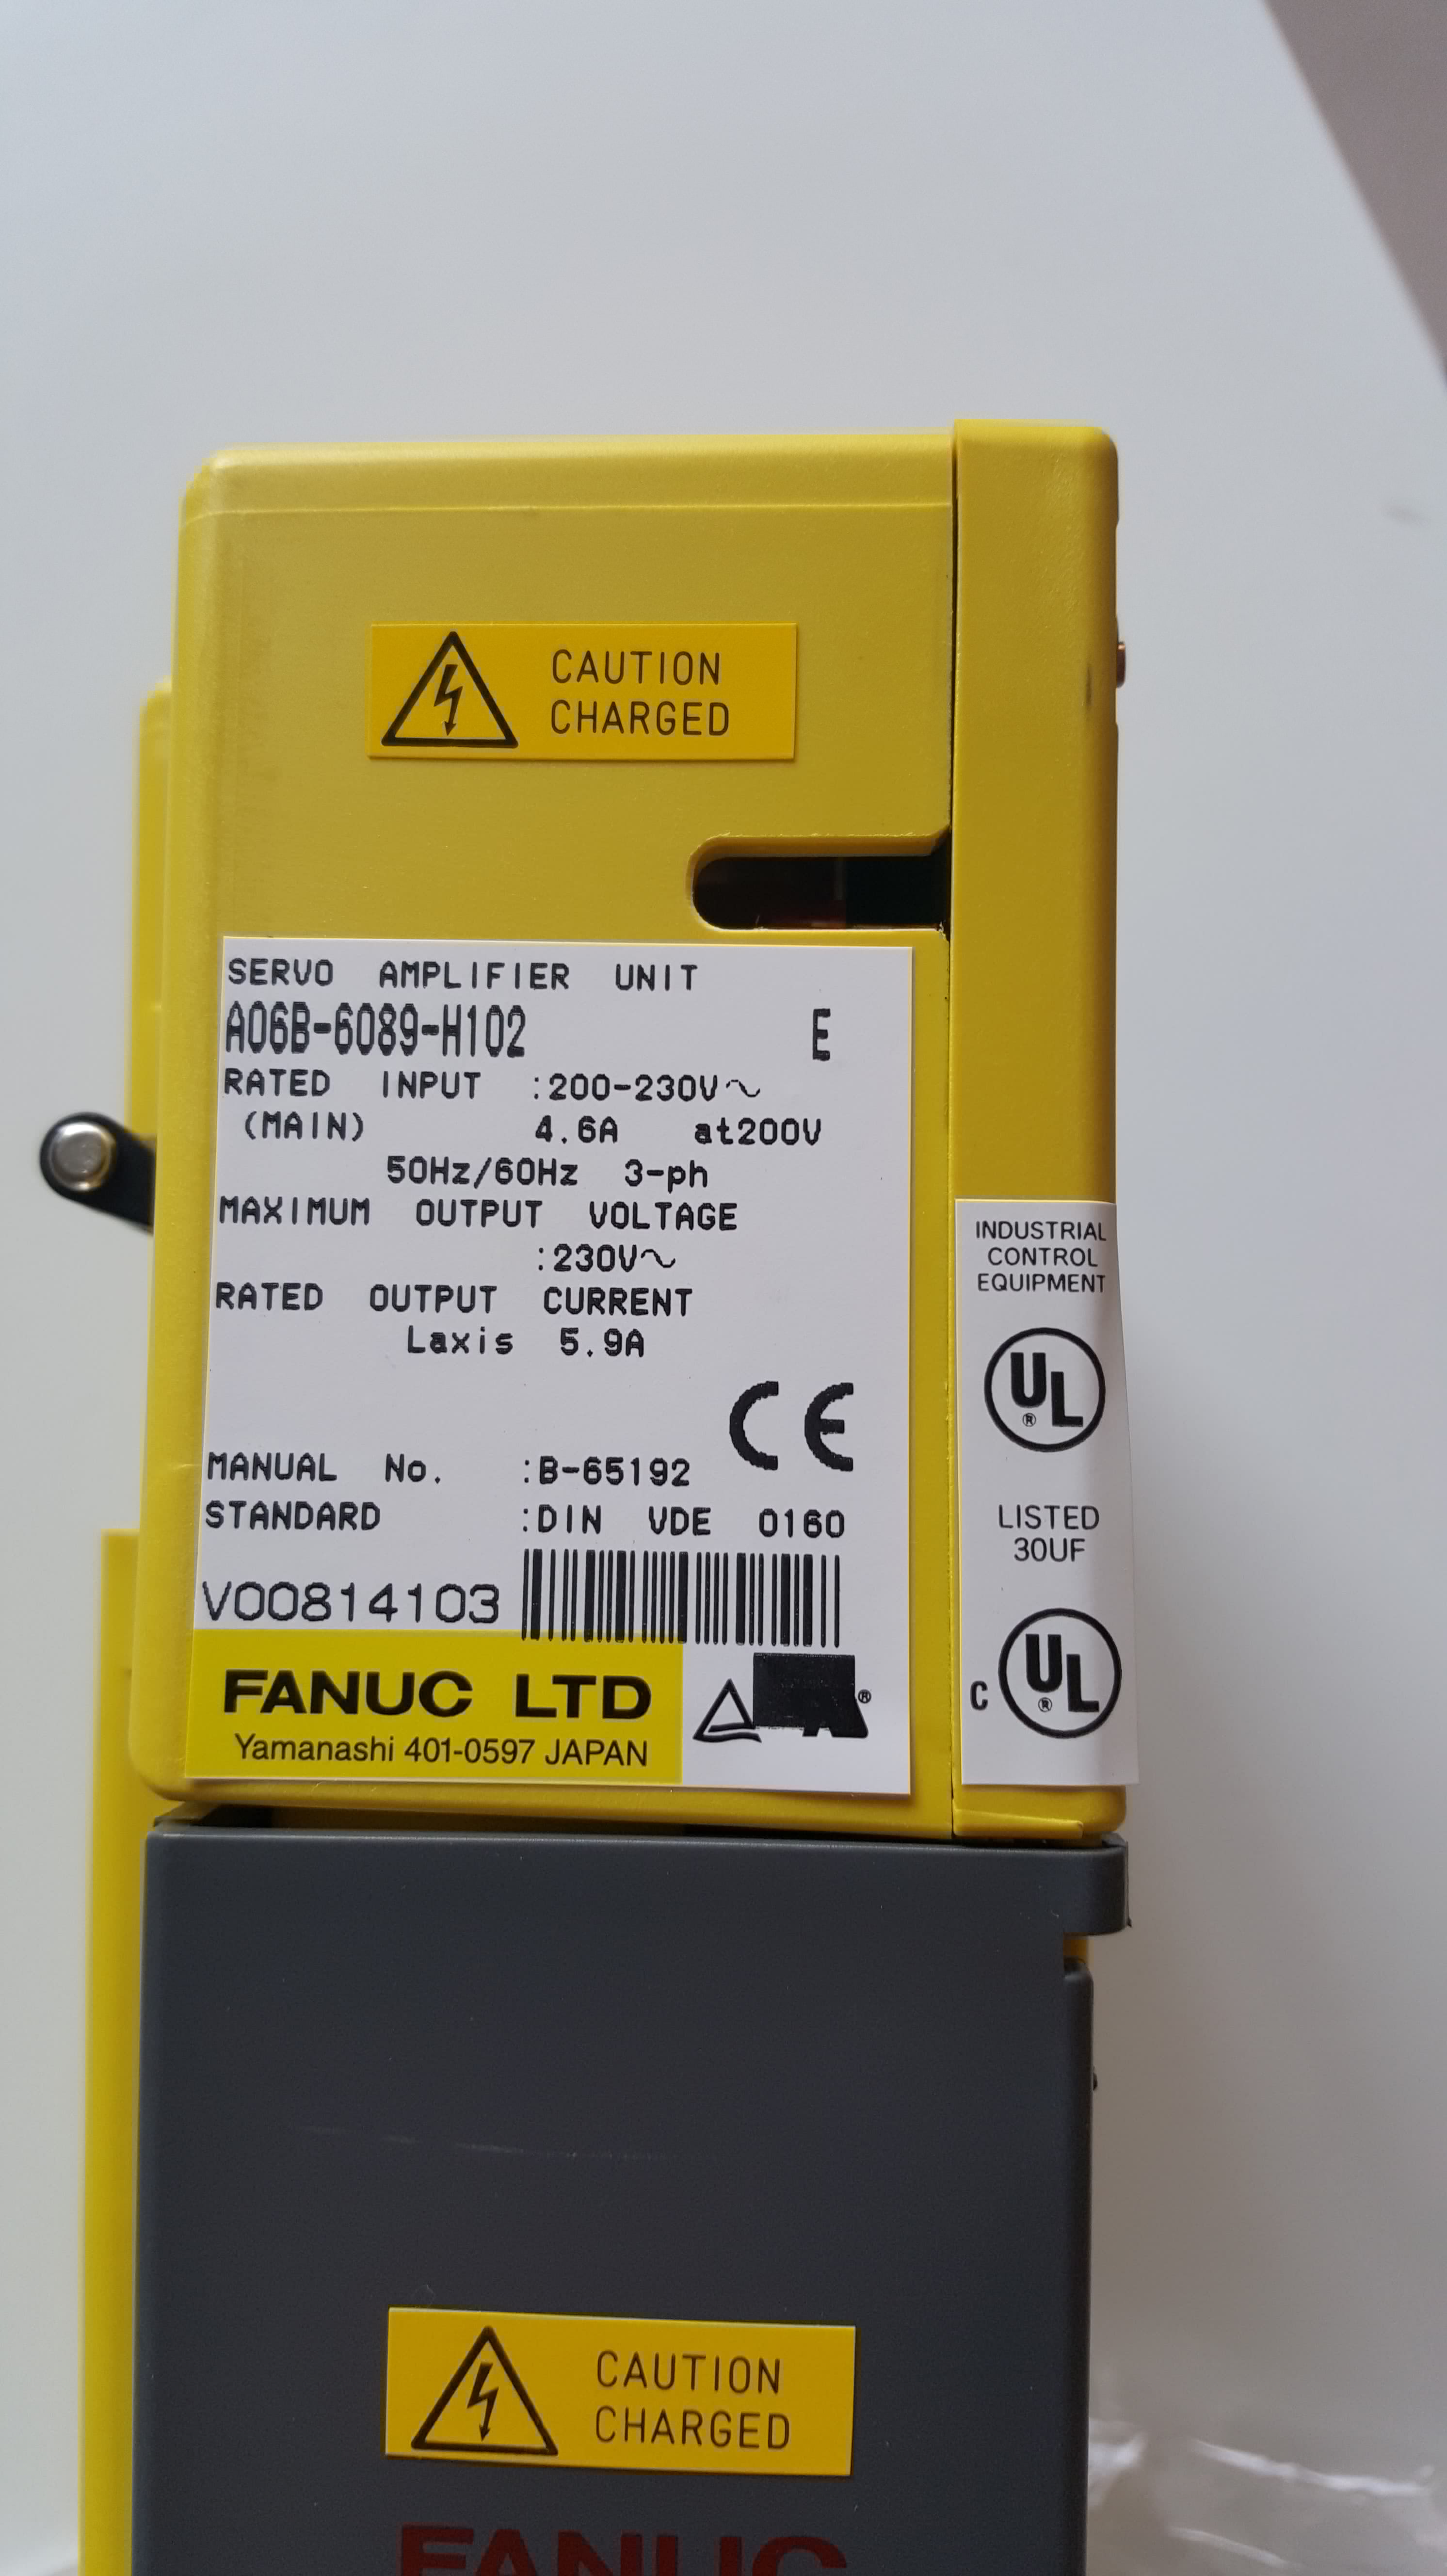 CAUTION
CHARGED
SERVO AMPLIFIER UNIT
A06B-6089-H102 E
RATED INPUT :200-230V~
(MAIN) 4.6A at200V
50Hz/60Hz 3-ph
MAXIMUM OUTPUT VOLTAGE
:230V~
RATED OUTPUT CURRENT
Laxis 5.9A
CE
MANUAL No. :B-65192
STANDARD :DIN VDE 0160
V00814103
FANUC LTD
Yamanashi 401-0597 JAPAN
®
INDUSTRIAL
CONTROL
EQUIPMENT
UL
®
LISTED
30UF
C UL
®
CAUTION
CHARGED
FANUC